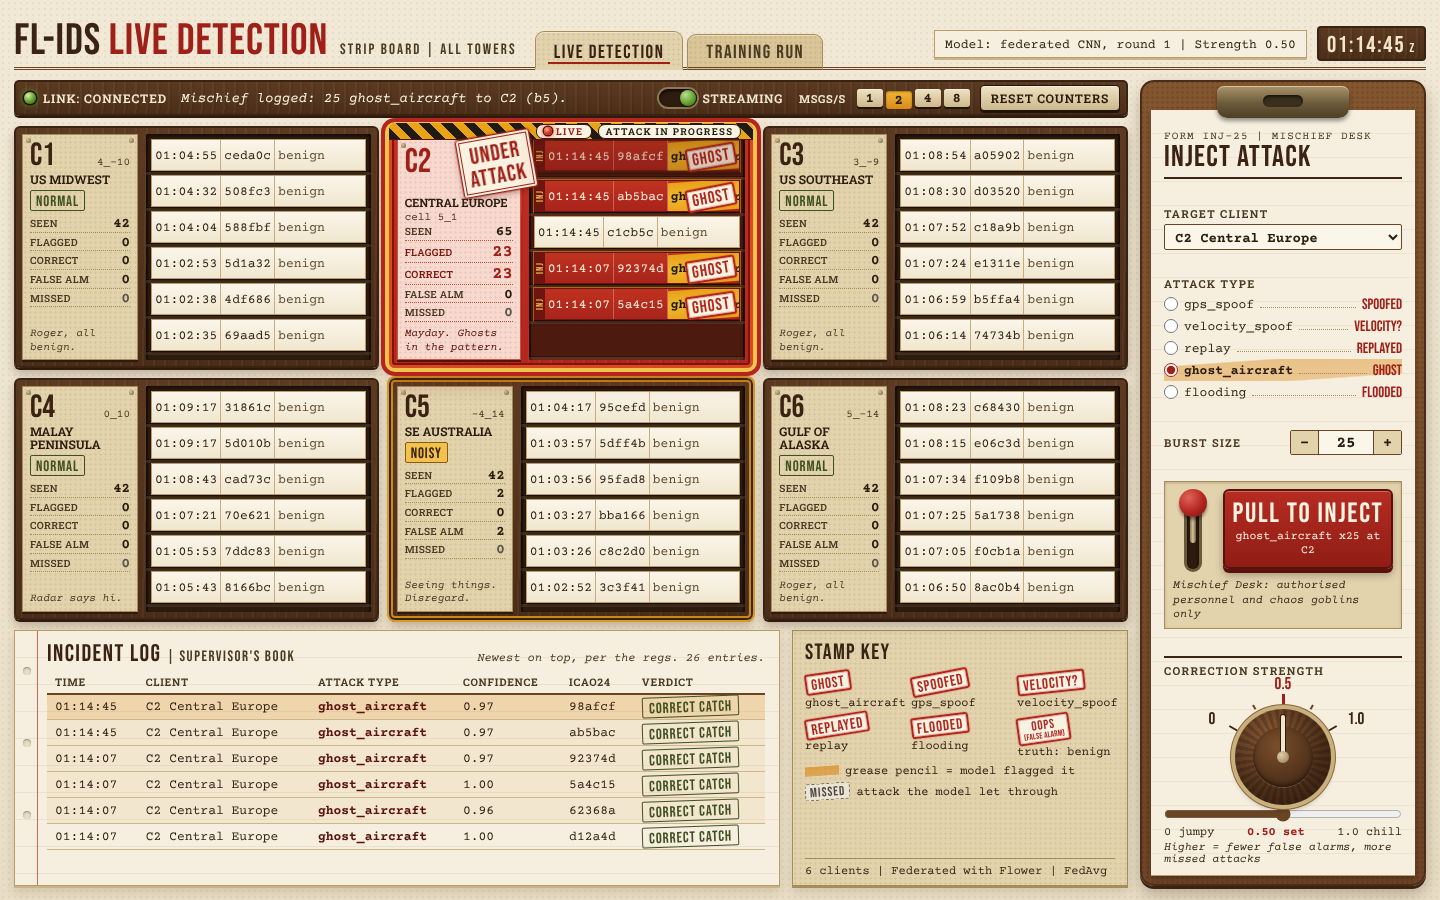 FL-IDS LIVE DETECTION STRIP BOARD | ALL TOWERS
LIVE DETECTION
TRAINING RUN
Model: federated CNN, round 1 | Strength 0.50
01:14:45 Z
LINK: CONNECTED Mischief logged: 25 ghost_aircraft to C2 (b5).
STREAMING MSGS/S 1 2 4 8 RESET COUNTERS
C1 4_-10
US MIDWEST
NORMAL
SEEN 42
FLAGGED 0
CORRECT 0
FALSE ALM 0
MISSED 0
Roger, all
benign.
01:04:55 ceda0c benign
01:04:32 508fc3 benign
01:04:04 588fbf benign
01:02:53 5d1a32 benign
01:02:38 4df686 benign
01:02:35 69aad5 benign
LIVE ATTACK IN PROGRESS
C2
UNDER
ATTACK
CENTRAL EUROPE
cell 5_1
SEEN 65
FLAGGED 23
CORRECT 23
FALSE ALM 0
MISSED 0
Mayday. Ghosts
in the pattern.
INJ 01:14:45 98afcf gh GHOST
INJ 01:14:45 ab5bac gh GHOST
01:14:45 c1cb5c benign
INJ 01:14:07 92374d gh GHOST
INJ 01:14:07 5a4c15 gh GHOST
C3 3_-9
US SOUTHEAST
NORMAL
SEEN 42
FLAGGED 0
CORRECT 0
FALSE ALM 0
MISSED 0
Roger, all
benign.
01:08:54 a05902 benign
01:08:30 d03520 benign
01:07:52 c18a9b benign
01:07:24 e1311e benign
01:06:59 b5ffa4 benign
01:06:14 74734b benign
C4 0_10
MALAY
PENINSULA
NORMAL
SEEN 42
FLAGGED 0
CORRECT 0
FALSE ALM 0
MISSED 0
Radar says hi.
01:09:17 31861c benign
01:09:17 5d010b benign
01:08:43 cad73c benign
01:07:21 70e621 benign
01:05:53 7ddc83 benign
01:05:43 8166bc benign
C5 -4_14
SE AUSTRALIA
NOISY
SEEN 42
FLAGGED 2
CORRECT 0
FALSE ALM 2
MISSED 0
Seeing things.
Disregard.
01:04:17 95cefd benign
01:03:57 5dff4b benign
01:03:56 95fad8 benign
01:03:27 bba166 benign
01:03:26 c8c2d0 benign
01:02:52 3c3f41 benign
C6 5_-14
GULF OF
ALASKA
NORMAL
SEEN 42
FLAGGED 0
CORRECT 0
FALSE ALM 0
MISSED 0
Roger, all
benign.
01:08:23 c68430 benign
01:08:15 e06c3d benign
01:07:34 f109b8 benign
01:07:25 5a1738 benign
01:07:05 f0cb1a benign
01:06:50 8ac0b4 benign
INCIDENT LOG | SUPERVISOR'S BOOK Newest on top, per the regs. 26 entries.
TIME CLIENT ATTACK TYPE CONFIDENCE ICAO24 VERDICT
01:14:45 C2 Central Europe ghost_aircraft 0.97 98afcf CORRECT CATCH
01:14:45 C2 Central Europe ghost_aircraft 0.97 ab5bac CORRECT CATCH
01:14:07 C2 Central Europe ghost_aircraft 0.97 92374d CORRECT CATCH
01:14:07 C2 Central Europe ghost_aircraft 1.00 5a4c15 CORRECT CATCH
01:14:07 C2 Central Europe ghost_aircraft 0.96 62368a CORRECT CATCH
01:14:07 C2 Central Europe ghost_aircraft 1.00 d12a4d CORRECT CATCH
STAMP KEY
GHOST SPOOFED VELOCITY?
ghost_aircraft gps_spoof velocity_spoof
REPLAYED FLOODED OOPS
(FALSE ALARM)
replay flooding truth: benign
grease pencil = model flagged it
MISSED attack the model let through
6 clients | Federated with Flower | FedAvg
FORM INJ-25 | MISCHIEF DESK
INJECT ATTACK
TARGET CLIENT
C2 Central Europe
ATTACK TYPE
gps_spoof SPOOFED
velocity_spoof VELOCITY?
replay REPLAYED
ghost_aircraft GHOST
flooding FLOODED
BURST SIZE − 25 +
PULL TO INJECT
ghost_aircraft x25 at
C2
Mischief Desk: authorised
personnel and chaos goblins
only
CORRECTION STRENGTH
0.5
0 1.0
0 jumpy 0.50 set 1.0 chill
Higher = fewer false alarms, more
missed attacks